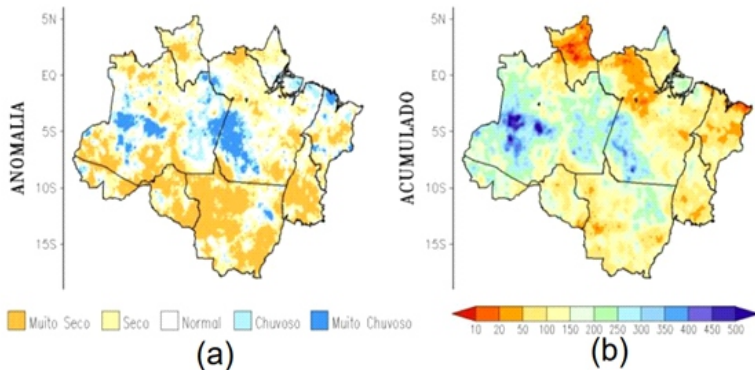 ANOMALIA
5N
EQ
5S
10S
15S
Muito Seco Seco Normal Chuvoso Muito Chuvoso
(a)
ACUMULADO
5N
EQ
5S
10S
15S
10 20 50 100 150 200 250 300 350 400 450 500
(b)